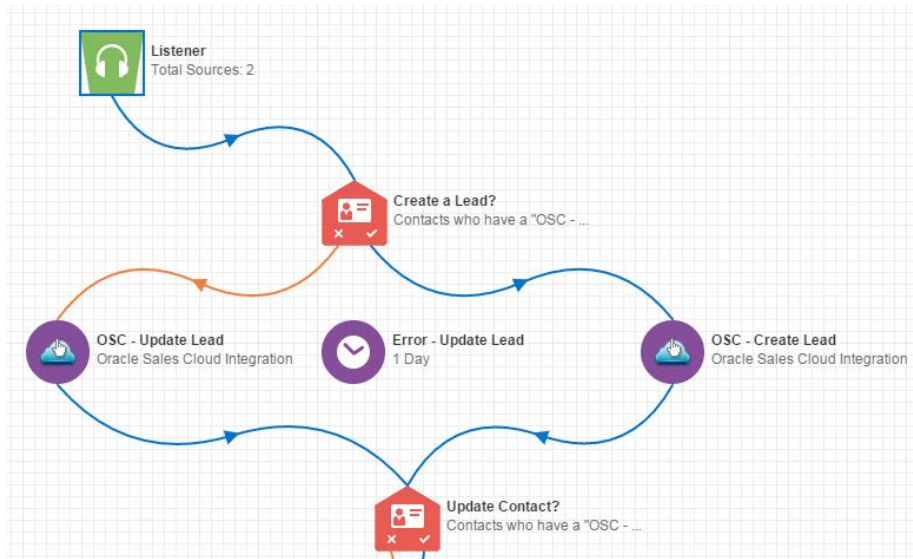 Listener
Total Sources: 2
Create a Lead?
Contacts who have a "OSC - ...
OSC - Update Lead
Oracle Sales Cloud Integration
Error - Update Lead
1 Day
OSC - Create Lead
Oracle Sales Cloud Integration
Update Contact?
Contacts who have a "OSC - ...